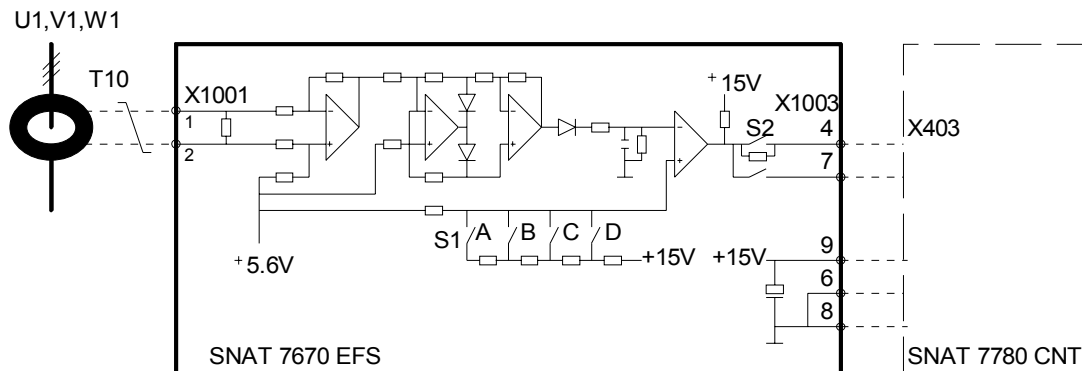 U1,V1,W1
T10
X1001
1
2
+15V
X1003
S2
4
7
X403
S1
A
B
C
D
+5.6V
+15V
+15V
9
6
8
SNAT 7670 EFS
SNAT 7780 CNT